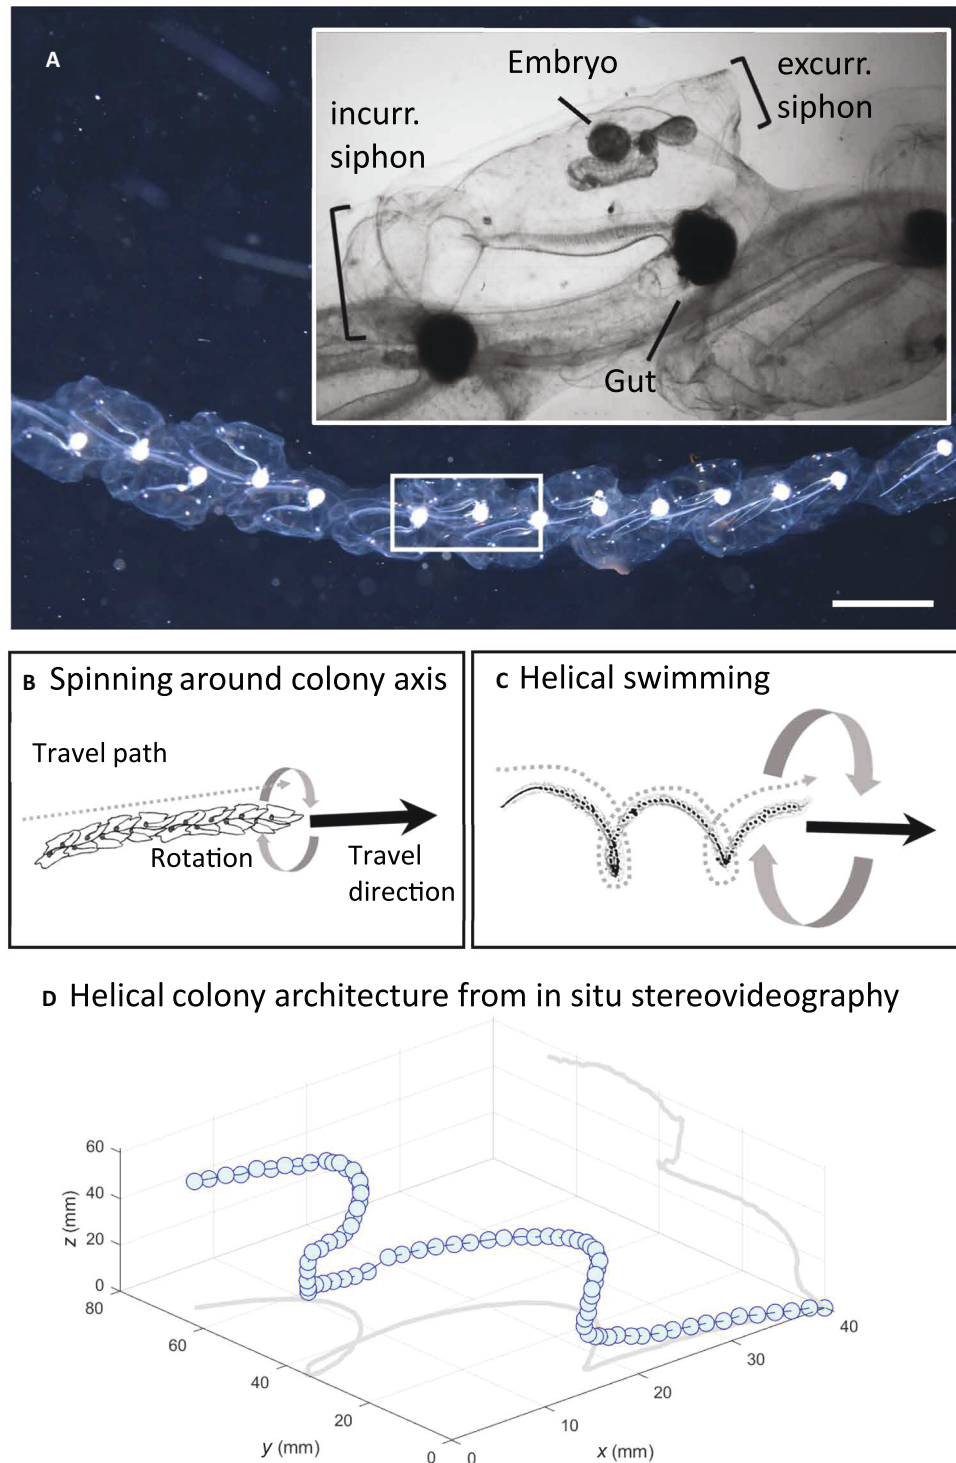 A
Embryo
excurr.
siphon
incurr.
siphon
Gut
B Spinning around colony axis
Travel path
Rotation
Travel
direction
C Helical swimming
D Helical colony architecture from in situ stereovideography
60
40
20
0
z (mm)
80
60
40
20
0
y (mm)
0
10
20
30
40
x (mm)